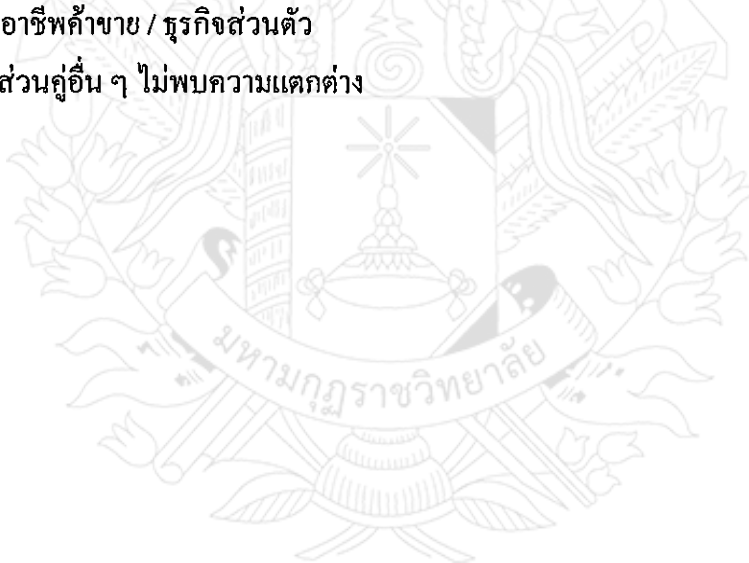 อาชีพค้าขาย / ธุรกิจส่วนตัว
ส่วนคู่อื่น ๆ ไม่พบความแตกต่าง
มหามกุฏราชวิทยาลัย